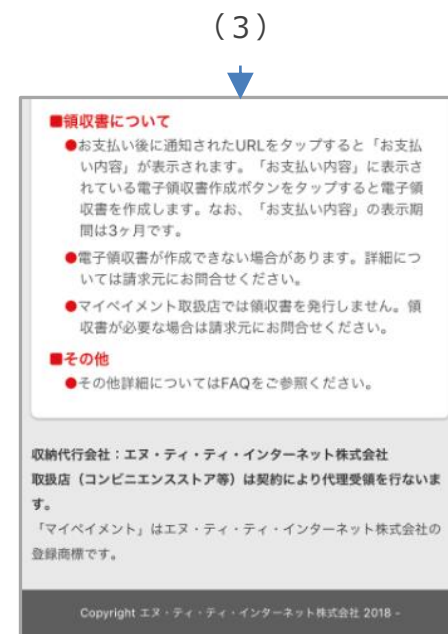 （3）
■領収書について
●お支払い後に通知されたURLをタップすると「お支払
い内容」が表示されます。「お支払い内容」に表示さ
れている電子領収書作成ボタンをタップすると電子領
収書を作成します。なお、「お支払い内容」の表示期
間は3ヶ月です。
●電子領収書が作成できない場合があります。詳細につ
いては請求元にお問合せください。
●マイペイメント取扱店では領収書を発行しません。領
収書が必要な場合は請求元にお問合せください。
■その他
●その他詳細についてはFAQをご参照ください。
収納代行会社：エヌ・ティ・ティ・インターネット株式会社
取扱店（コンビニエンスストア等）は契約により代理受領を行ないま
す。
「マイペイメント」はエヌ・ティ・ティ・インターネット株式会社の
登録商標です。
Copyright エヌ・ティ・ティ・インターネット株式会社 2018 -